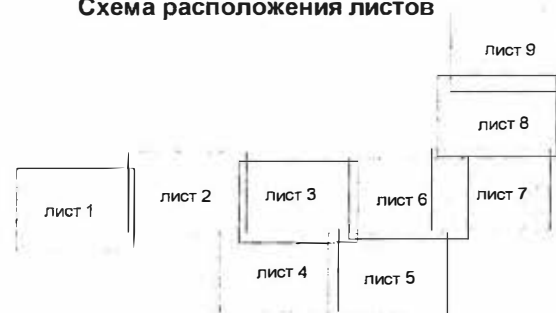 Схема расположения листов
лист 9
лист 8
лист 1
лист 2
лист 3
лист 6
лист 7
лист 4
лист 5